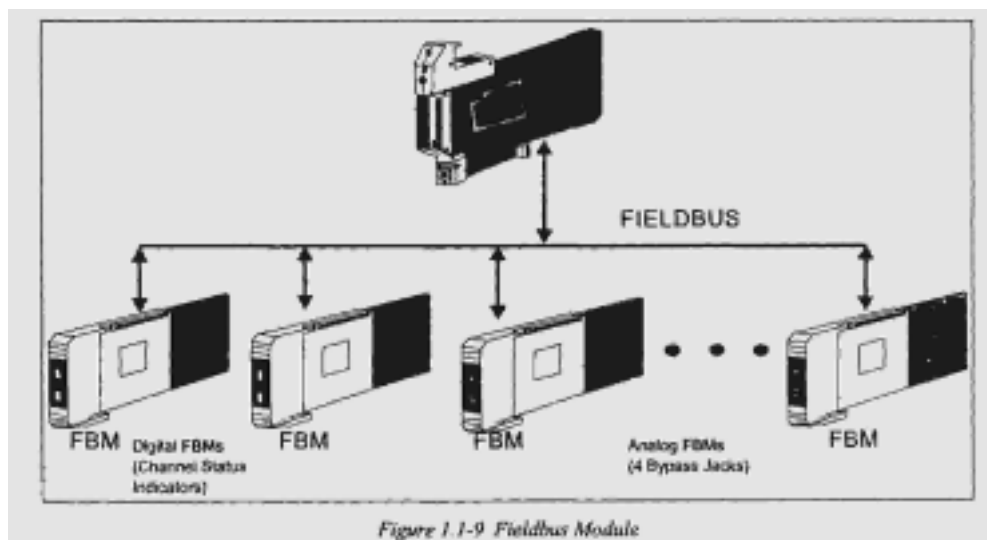 FIELDBUS
FBM
Digital FBMs
(Channel Status
Indicators)
FBM
FBM
Analog FBMs
(4 Bypass Jacks)
FBM
Figure 1.1-9 Fieldbus Module